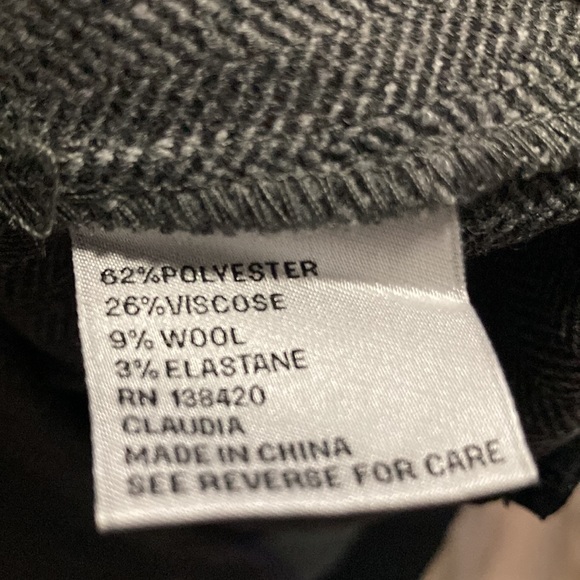 62%POLYESTER
26%VISCOSE
9% WOOL
3% ELASTANE
RN 138420
CLAUDIA
MADE IN CHINA
SEE REVERSE FOR CARE